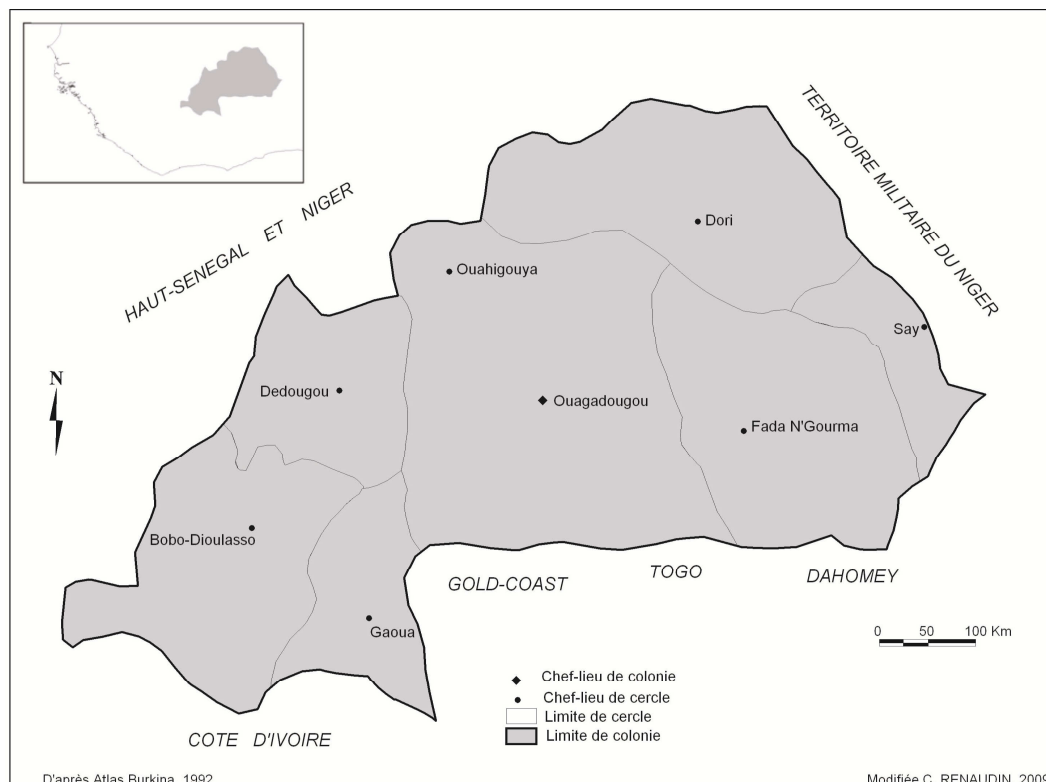 HAUT-SENEGAL ET NIGER
TERRITOIRE MILITAIRE DU NIGER
Dori
Ouahigouya
Say
Dedougou
Ouagadougou
Fada N'Gourma
Bobo-Dioulasso
Gaoua
N
GOLD-COAST
TOGO
DAHOMEY
COTE D'IVOIRE
0 50 100 Km
Chef-lieu de colonie
Chef-lieu de cercle
Limite de cercle
Limite de colonie
D'après Atlas Burkina, 1992
Modifiée C. RENAUDIN, 2009